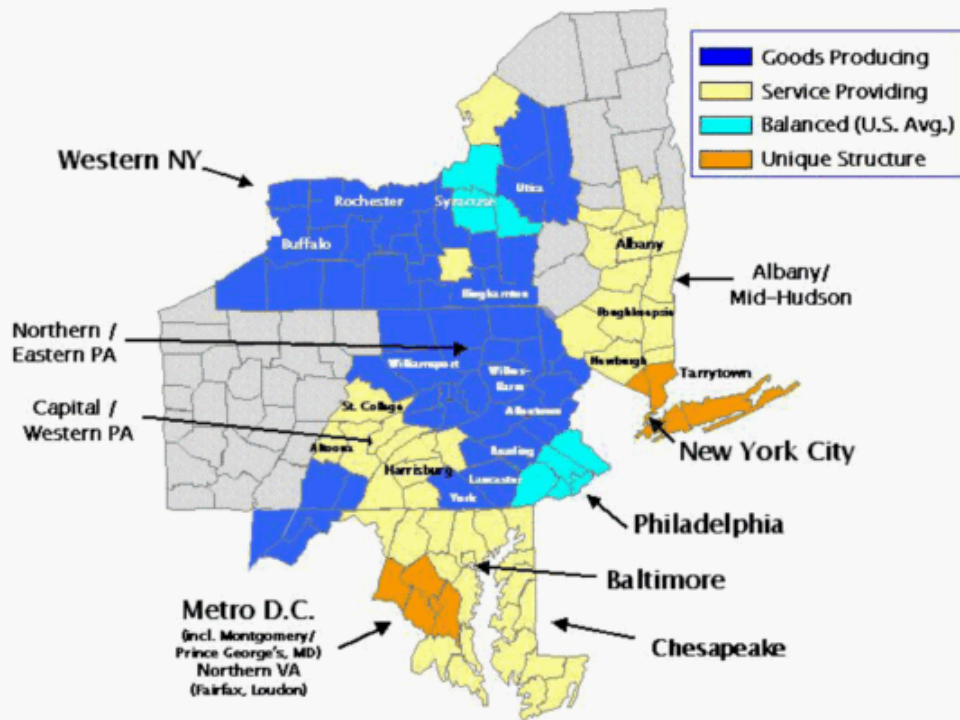 Goods Producing
Service Providing
Balanced (U.S. Avg.)
Unique Structure
Western NY
Utica
Rochester
Syracuse
Buffalo
Albany
Albany/
Mid-Hudson
Binghamton
Poughkeepsie
Northern /
Eastern PA
Williamsport
Wilkes-
Barre
Newburgh
Tarrytown
Capital /
Western PA
St. College
Allentown
Altoona
Reading
New York City
Harrisburg
Lancaster
York
Philadelphia
Baltimore
Metro D.C.
(incl. Montgomery/
Prince George's, MD)
Northern VA
(Fairfax, Loudon)
Chesapeake